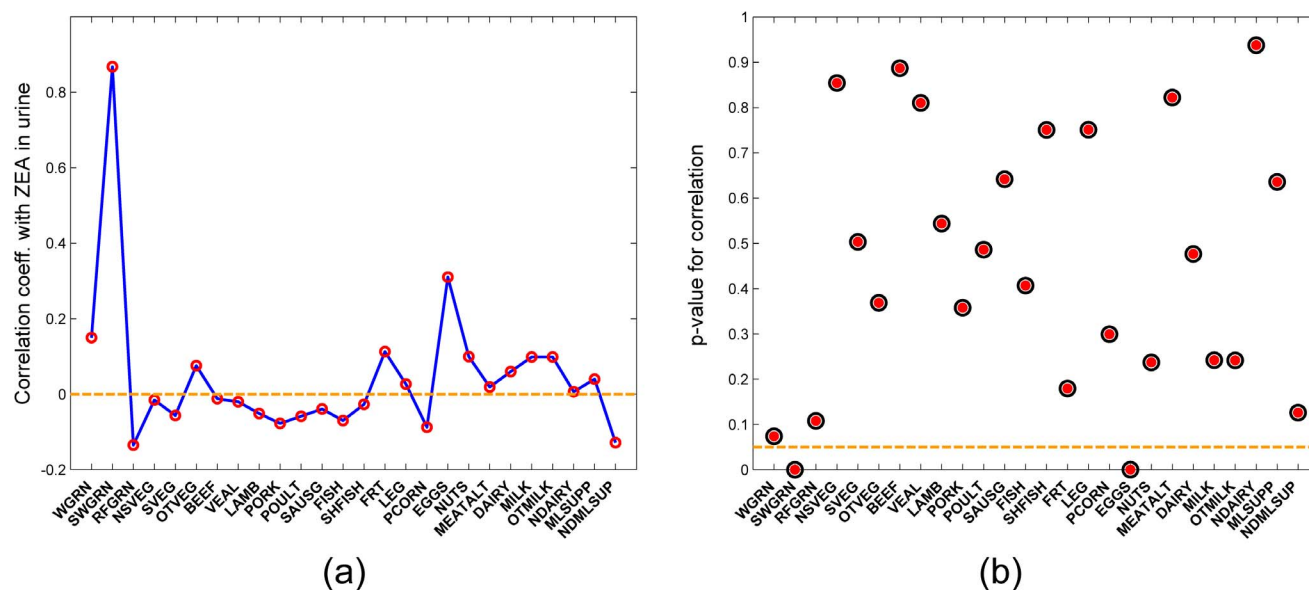 Correlation coeff. with ZEA in urine
0.8
0.6
0.4
0.2
0
-0.2
WGRN
SWGRN
RFGRN
NSVEG
SVEG
OTVEG
BEEF
VEAL
LAMB
PORK
POULT
SAUSG
FISH
SHFISH
FRT
LEG
PCORN
EGGS
NUTS
MEATALT
DAIRY
MILK
OTMILK
NDAIRY
MLSUPP
NDMLSUP
(a)
p-value for correlation
1
0.9
0.8
0.7
0.6
0.5
0.4
0.3
0.2
0.1
0
WGRN
SWGRN
RFGRN
NSVEG
SVEG
OTVEG
BEEF
VEAL
LAMB
PORK
POULT
SAUSG
FISH
SHFISH
FRT
LEG
PCORN
EGGS
NUTS
MEATALT
DAIRY
MILK
OTMILK
NDAIRY
MLSUPP
NDMLSUP
(b)